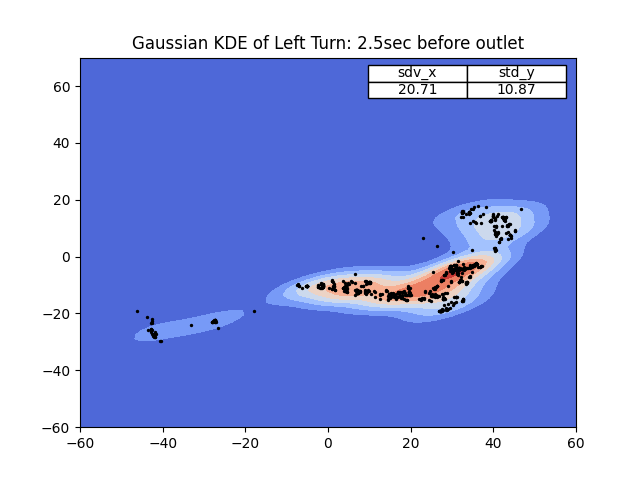 Gaussian KDE of Left Turn: 2.5sec before outlet
sdv_x std_y
20.71 10.87
60
40
20
0
−20
−40
−60
−60 −40 −20 0 20 40 60